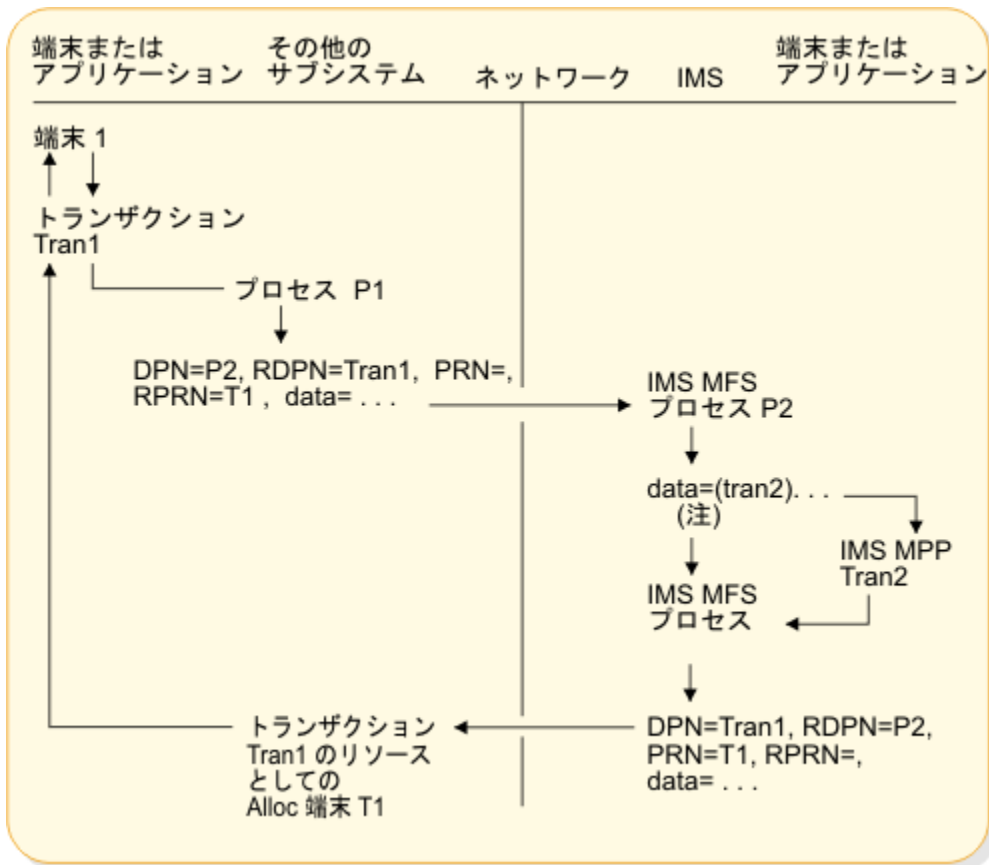 端末または
アプリケーション
その他の
サブシステム
ネットワーク
IMS
端末または
アプリケーション
端末 1
トランザクション
Tran1
プロセス P1
DPN=P2, RDPN=Tran1, PRN=,
RPRN=T1 , data= . . .
IMS MFS
プロセス P2
data=(tran2). . .
(注)
IMS MPP
Tran2
IMS MFS
プロセス
トランザクション
Tran1 のリソース
としての
Alloc 端末 T1
DPN=Tran1, RDPN=P2,
PRN=T1, RPRN=,
data= . . .